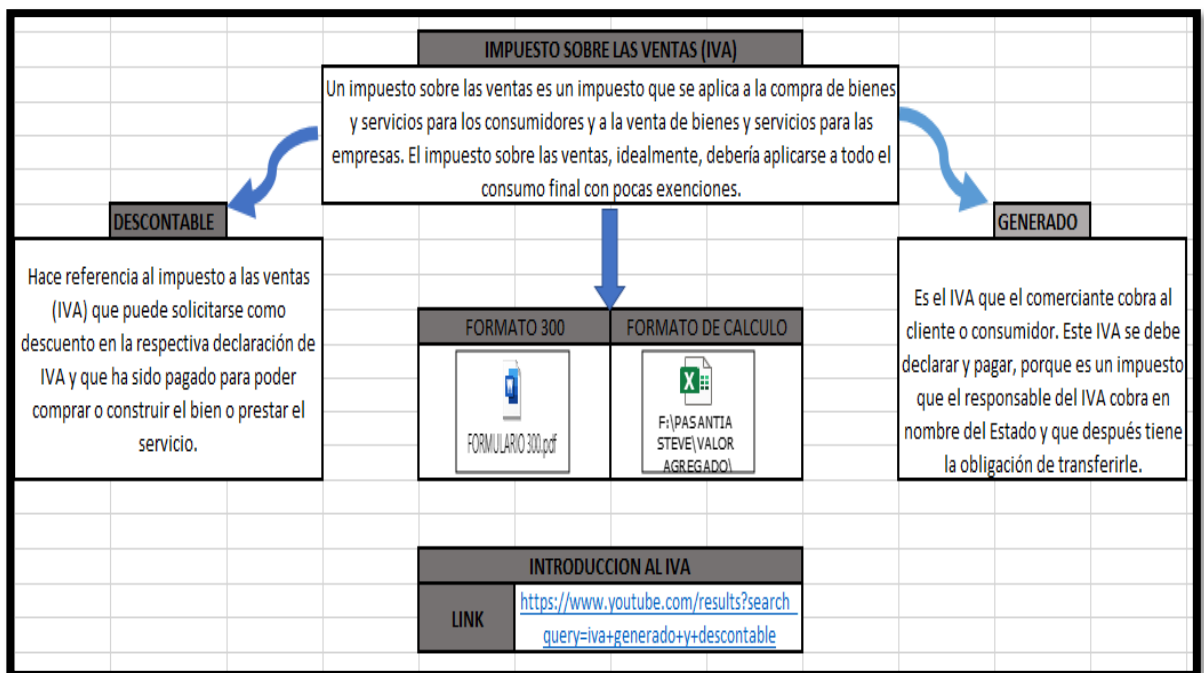 IMPUESTO SOBRE LAS VENTAS (IVA)
Un impuesto sobre las ventas es un impuesto que se aplica a la compra de bienes
y servicios para los consumidores y a la venta de bienes y servicios para las
empresas. El impuesto sobre las ventas, idealmente, debería aplicarse a todo el
consumo final con pocas exenciones.
DESCONTABLE
Hace referencia al impuesto a las ventas
(IVA) que puede solicitarse como
descuento en la respectiva declaración de
IVA y que ha sido pagado para poder
comprar o construir el bien o prestar el
servicio.
FORMATO 300
FORMATO DE CALCULO
FORMULARIO 300.pdf
F:\PASANTIA
STEVE\VALOR
AGREGADO\
GENERADO
Es el IVA que el comerciante cobra al
cliente o consumidor. Este IVA se debe
declarar y pagar, porque es un impuesto
que el responsable del IVA cobra en
nombre del Estado y que después tiene
la obligación de transferirle.
INTRODUCCION AL IVA
LINK
https://www.youtube.com/results?search_
query=iva+generado+y+descontable